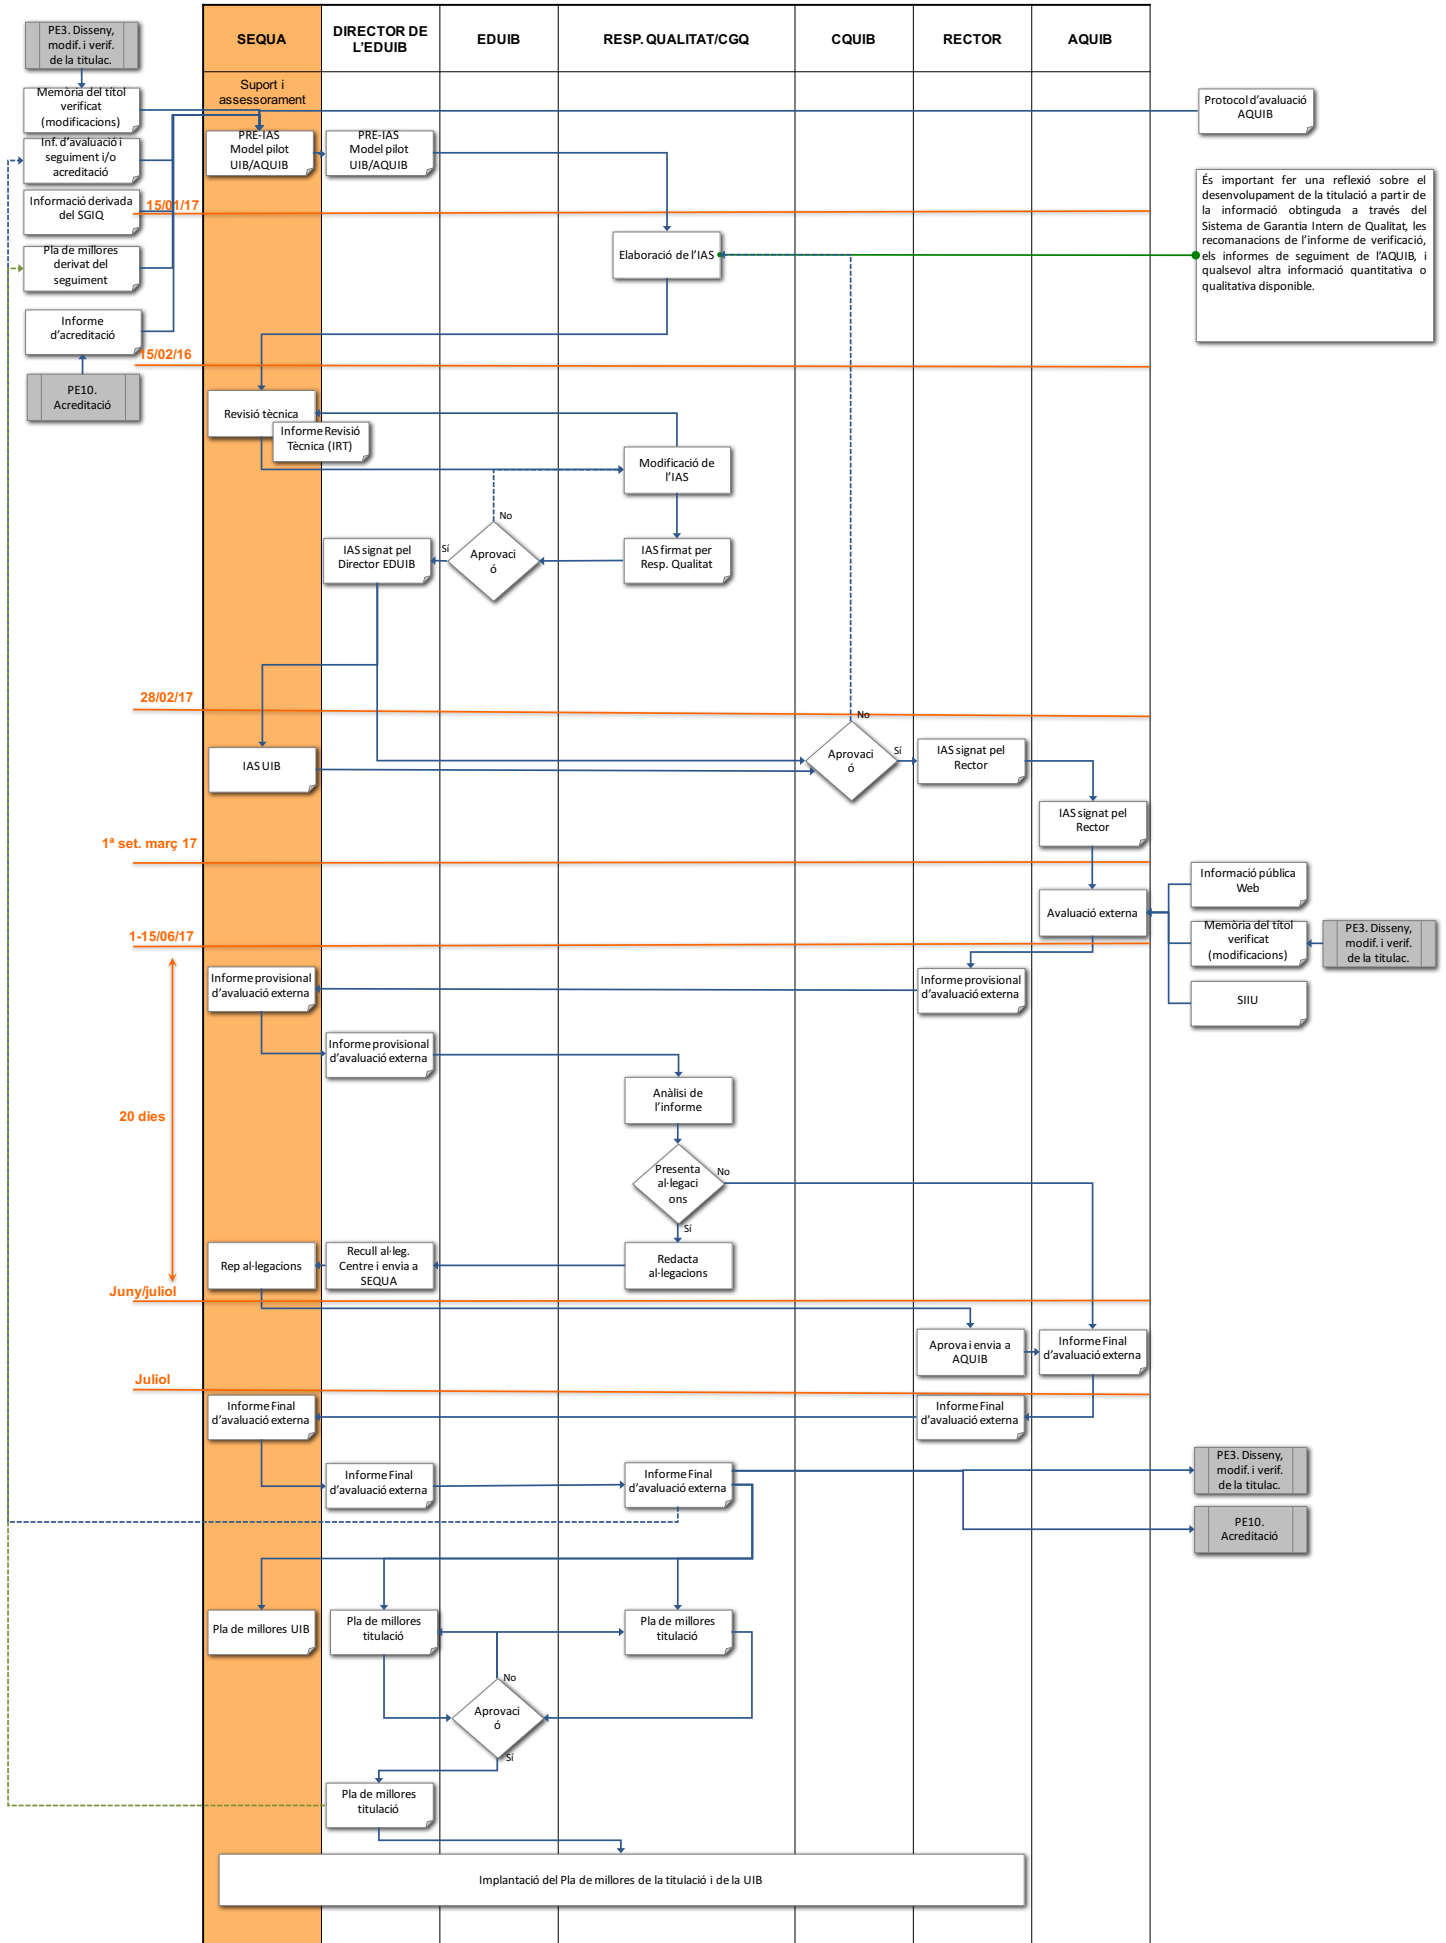 SEQUA
DIRECTOR DE
L'EDUIB
EDUIB
RESP. QUALITAT/CGQ
CQUIB
RECTOR
AQUIB
PE3. Disseny,
modif. i verif.
de la titulac.
Memòria del títol
verificat
(modificacions)
Inf. d'avaluació i
seguiment i/o
acreditació
Informació derivada
del SGIQ
Pla de millores
derivat del
seguiment
Informe
d'acreditació
PE10.
Acreditació
Suport i
assessorament
PRE-IAS
Model pilot
UIB/AQUIB
PRE-IAS
Model pilot
UIB/AQUIB
Protocol d'avaluació
AQUIB
15/01/17
Elaboració de l'IAS
És important fer una reflexió sobre el
desenvolupament de la titulació a partir de
la informació obtinguda a través del
Sistema de Garantia Intern de Qualitat, les
recomanacions de l'informe de verificació,
els informes de seguiment de l'AQUIB, i
qualsevol altra informació quantitativa o
qualitativa disponible.
15/02/16
Revisió tècnica
Informe Revisió
Tècnica (IRT)
Modificació de
l'IAS
No
IAS signat pel
Director EDUIB
Sí
Aprovaci
ó
IAS firmat per
Resp. Qualitat
28/02/17
No
IAS UIB
Aprovaci
ó
Sí
IAS signat pel
Rector
IAS signat pel
Rector
1ª set. març 17
Avaluació externa
Informació pública
Web
Memòria del títol
verificat
(modificacions)
PE3. Disseny,
modif. i verif.
de la titulac.
SIIU
1-15/06/17
Informe provisional
d'avaluació externa
Informe provisional
d'avaluació externa
Informe provisional
d'avaluació externa
Anàlisi de
l'informe
20 dies
Presenta
al·legaci
ons
No
Sí
Rep al·legacions
Recull al·leg.
Centre i envia a
SEQUA
Redacta
al·legacions
Juny/juliol
Aprova i envia a
AQUIB
Informe Final
d'avaluació externa
Juliol
Informe Final
d'avaluació externa
Informe Final
d'avaluació externa
Informe Final
d'avaluació externa
Informe Final
d'avaluació externa
PE3. Disseny,
modif. i verif.
de la titulac.
PE10.
Acreditació
Pla de millores UIB
Pla de millores
titulació
Pla de millores
titulació
No
Aprovaci
ó
Sí
Pla de millores
titulació
Implantació del Pla de millores de la titulació i de la UIB